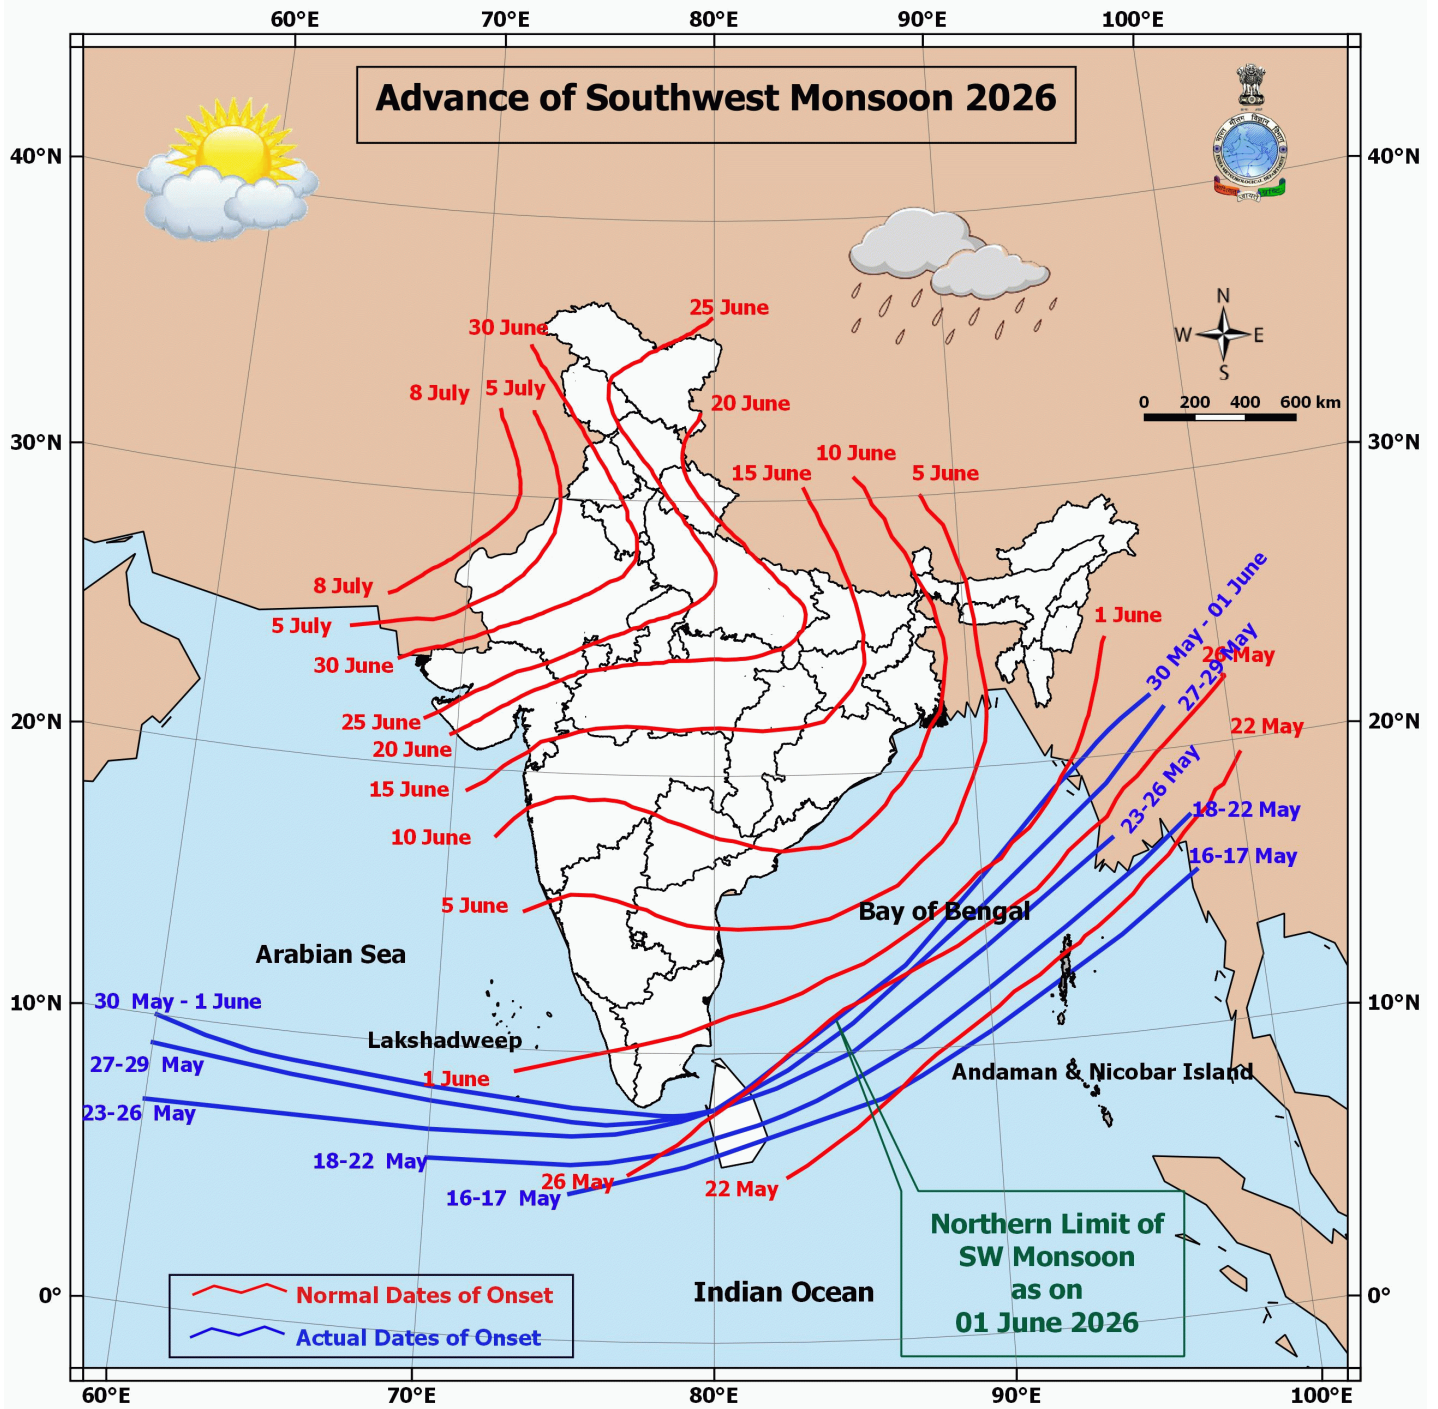 60°E 70°E 80°E 90°E 100°E
Advance of Southwest Monsoon 2026
40°N 40°N
N
W E
S
25 June
30 June
8 July 5 July
20 June
0 200 400 600 km
30°N 30°N
10 June
15 June 5 June
8 July
5 July
30 June
1 June
30 May - 01 June
27-29 May
26 May
25 June
20 June
20°N 20°N
22 May
15 June
23-26 May
18-22 May
10 June
16-17 May
5 June
Bay of Bengal
Arabian Sea
10°N 10°N
30 May - 1 June
Lakshadweep
27-29 May
1 June
Andaman & Nicobar Island
23-26 May
18-22 May
26 May
22 May
16-17 May
Northern Limit of
SW Monsoon
as on
01 June 2026
Indian Ocean
0° 0°
Normal Dates of Onset
Actual Dates of Onset
60°E 70°E 80°E 90°E 100°E